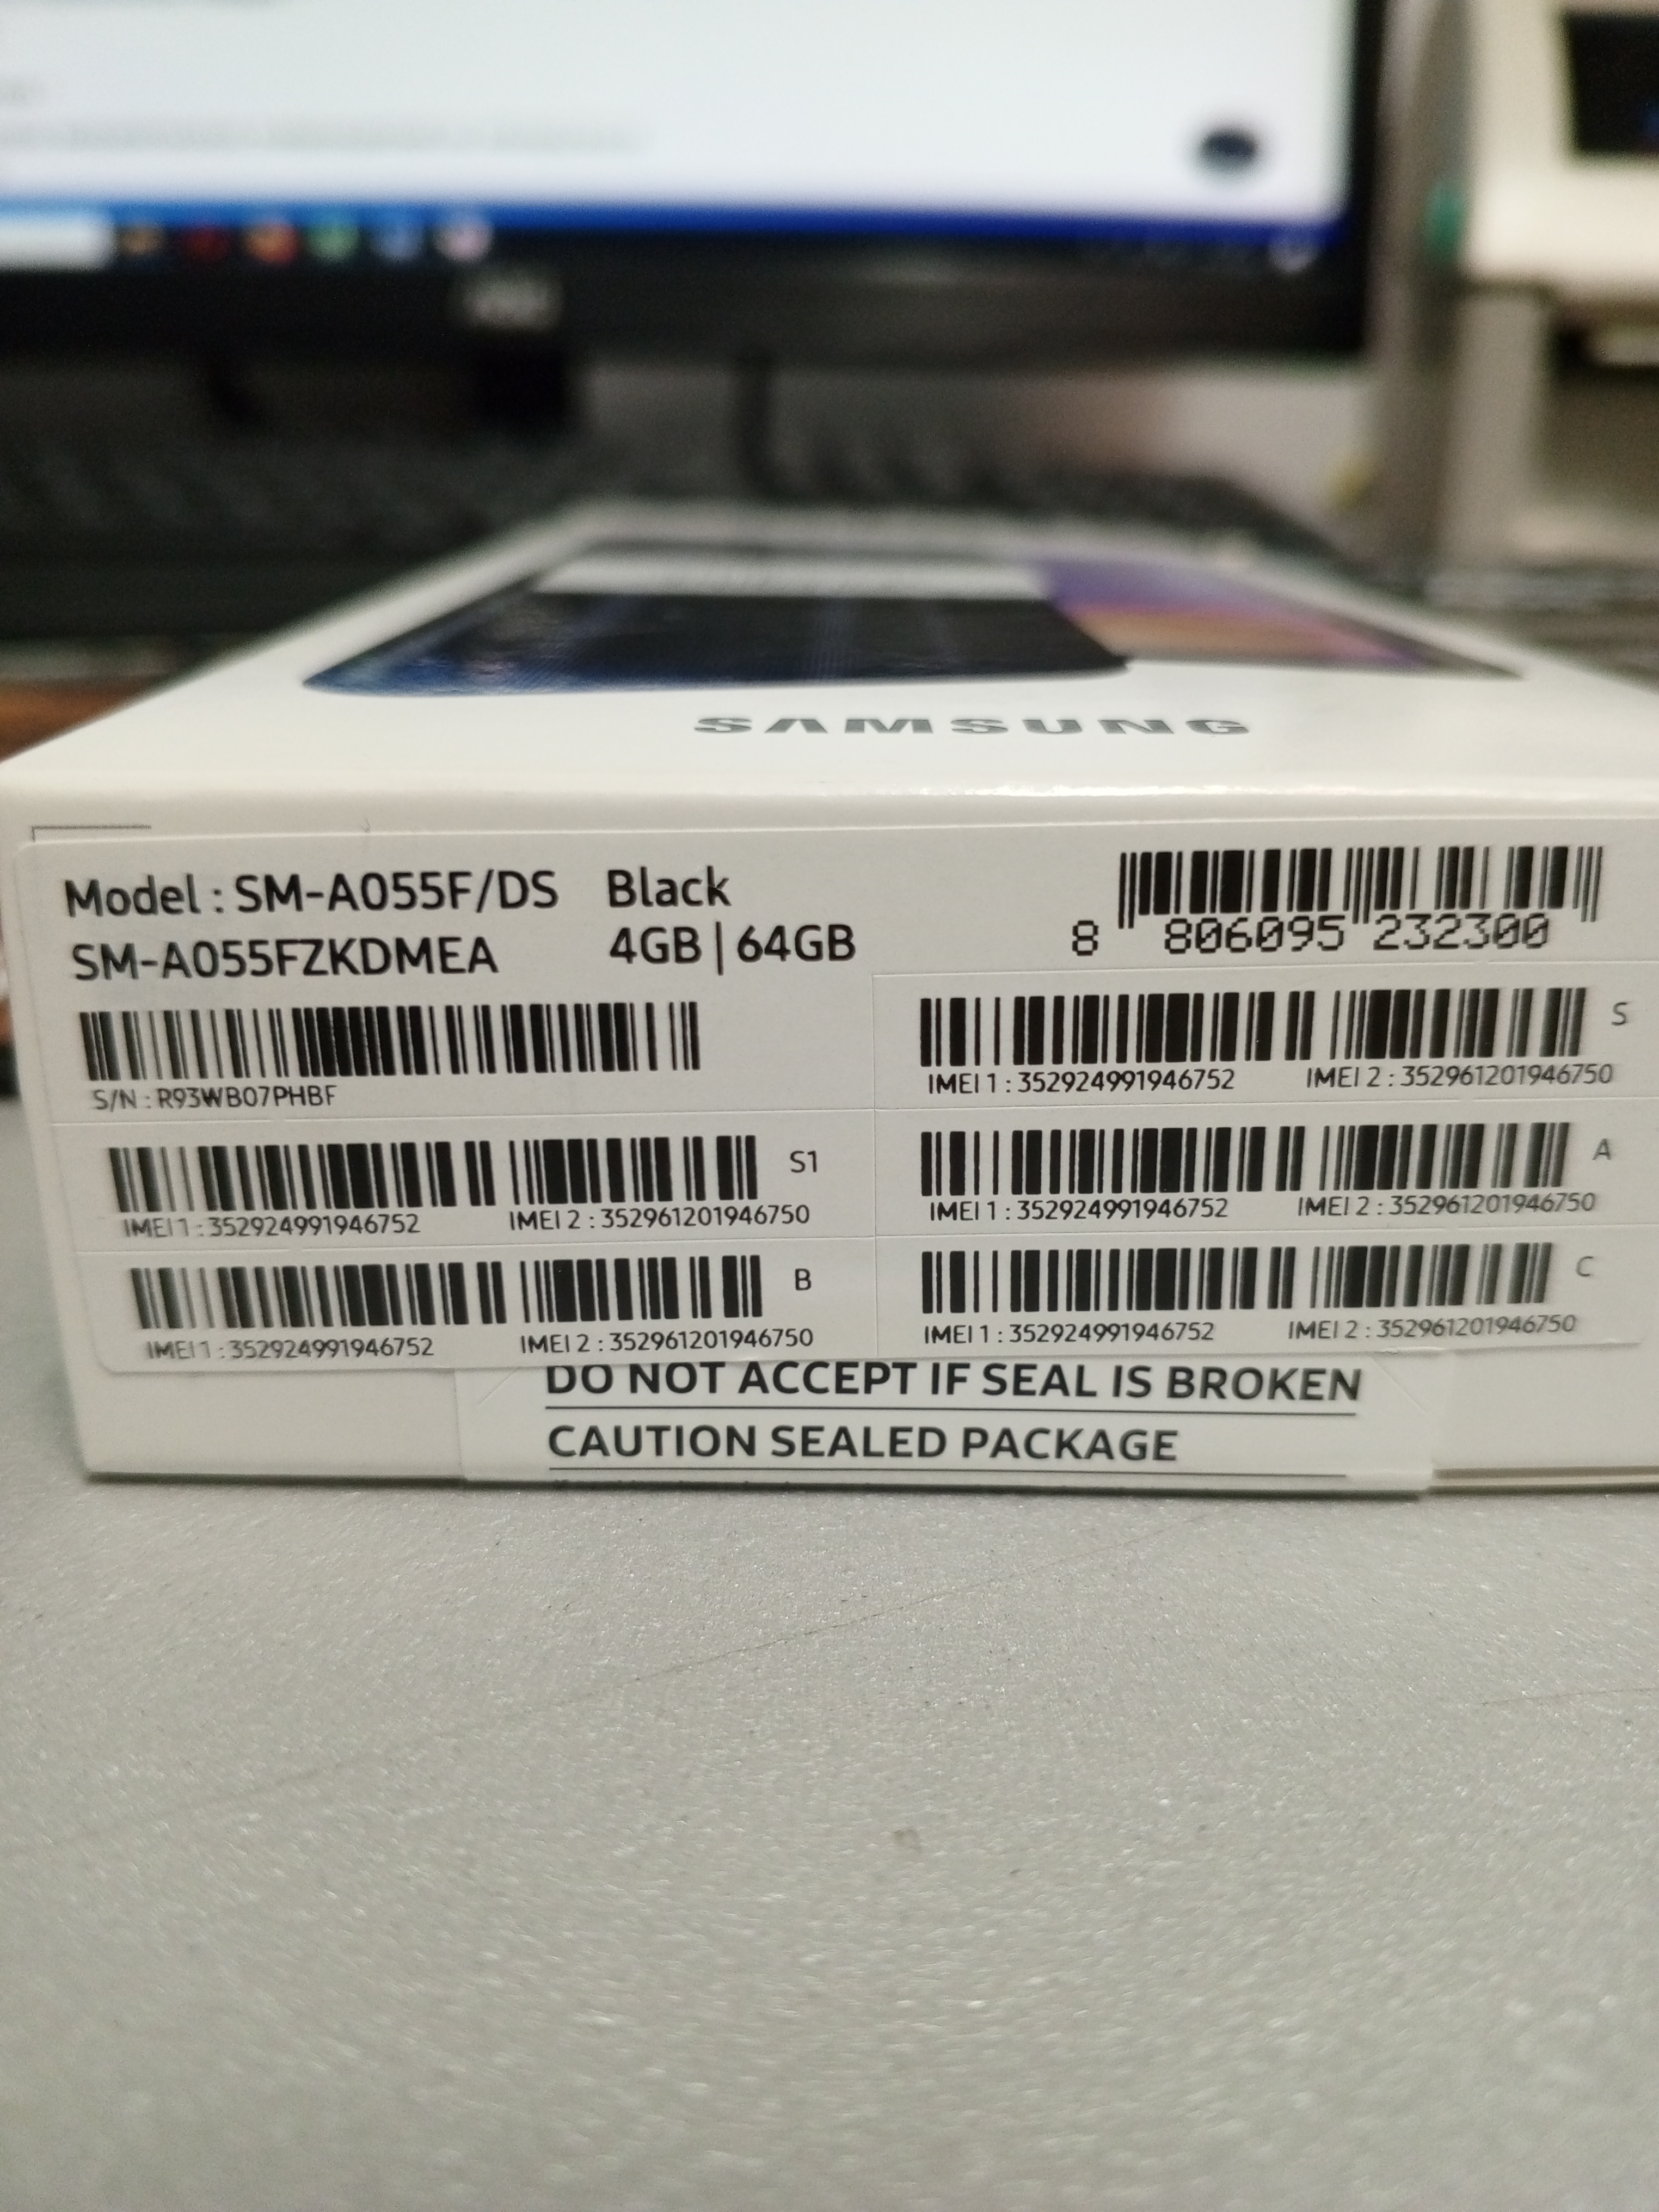 SAMSUNG
Model : SM-A055F/DS Black
SM-A055FZKDMEA 4GB | 64GB
8 806095 232300
S/N : R93WB07PHBF
IMEI 1 : 352924991946752 IMEI 2 : 352961201946750 S
IMEI 1 : 352924991946752 IMEI 2 : 352961201946750 S1
IMEI 1 : 352924991946752 IMEI 2 : 352961201946750 A
IMEI 1 : 352924991946752 IMEI 2 : 352961201946750 B
IMEI 1 : 352924991946752 IMEI 2 : 352961201946750 C
DO NOT ACCEPT IF SEAL IS BROKEN
CAUTION SEALED PACKAGE